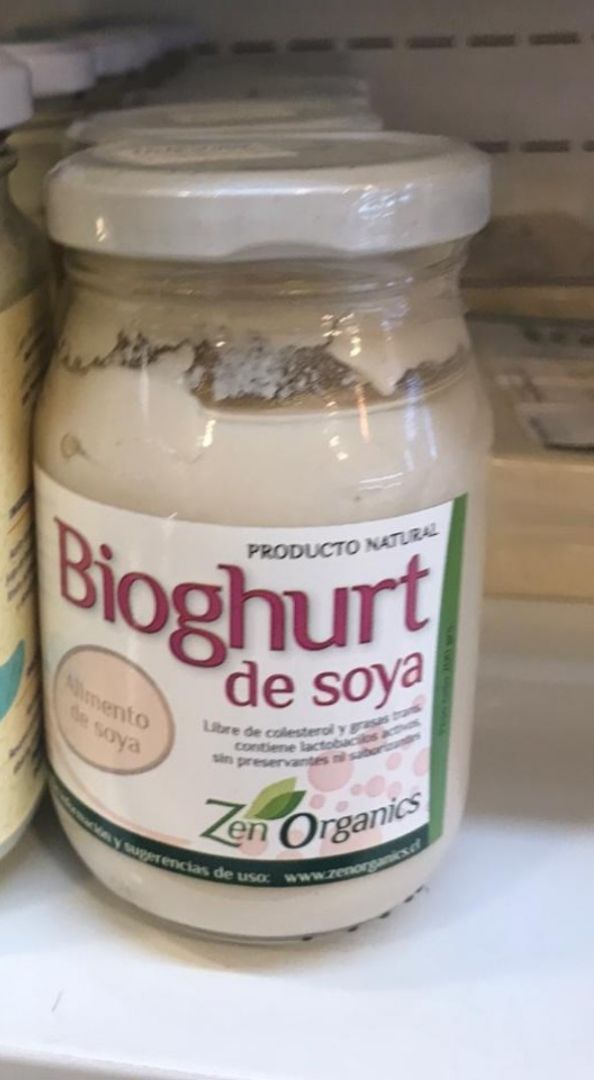 PRODUCTO NATURAL
Bioghurt
de soya
Alimento
de soya
Libre de colesterol y grasas trans,
contiene lactobacilos activos,
sin preservantes ni saborizantes
Zen Organics
información y sugerencias de uso: www.zenorganics.cl